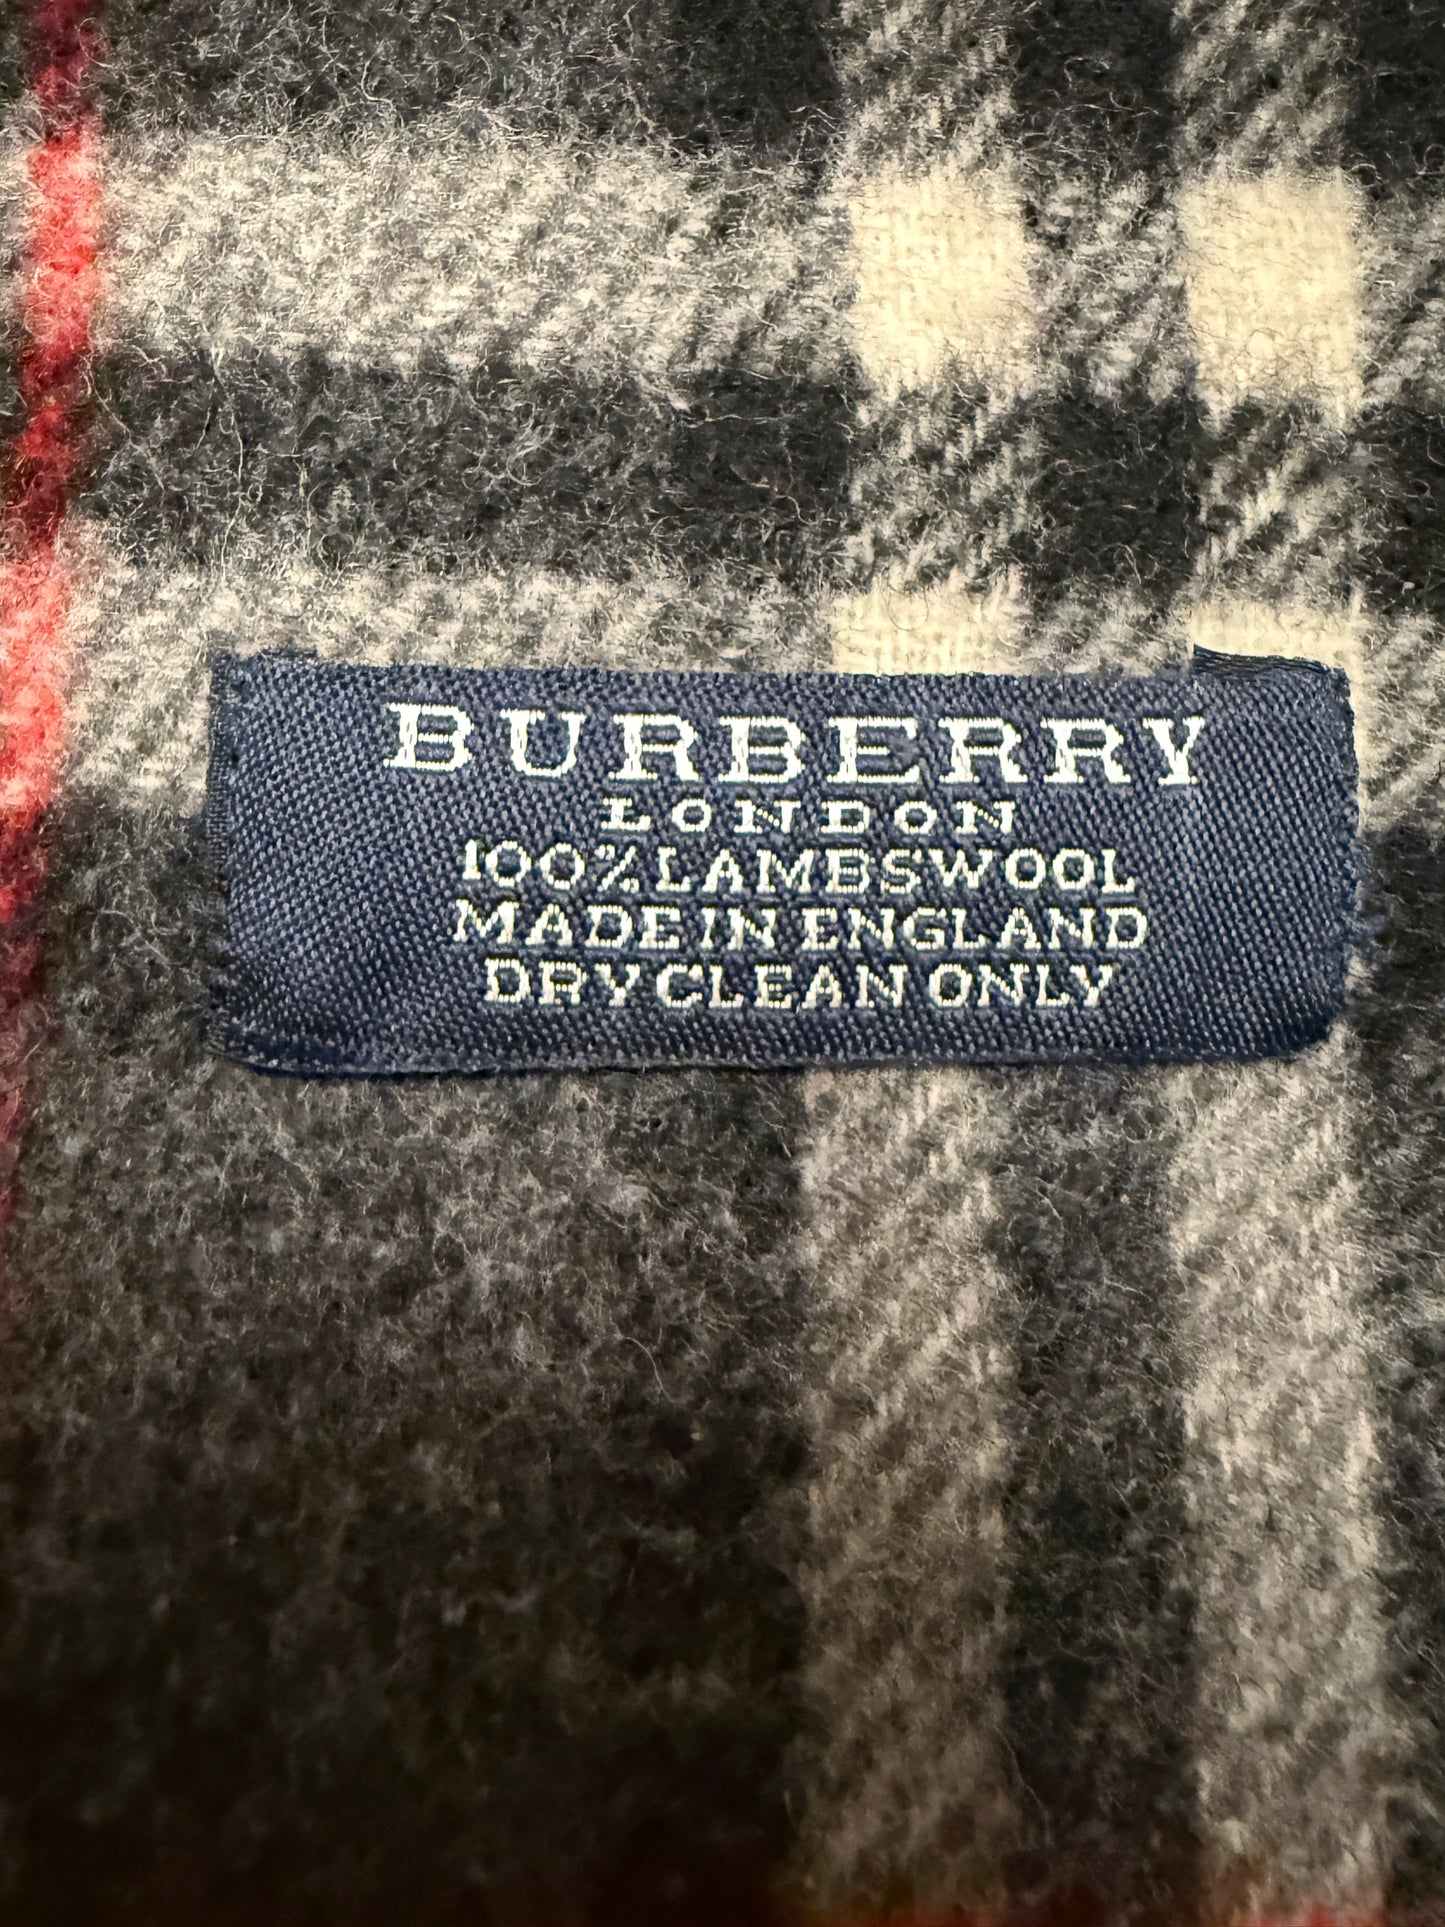 BURBERRY
LONDON
100% LAMBSWOOL
MADE IN ENGLAND
DRY CLEAN ONLY